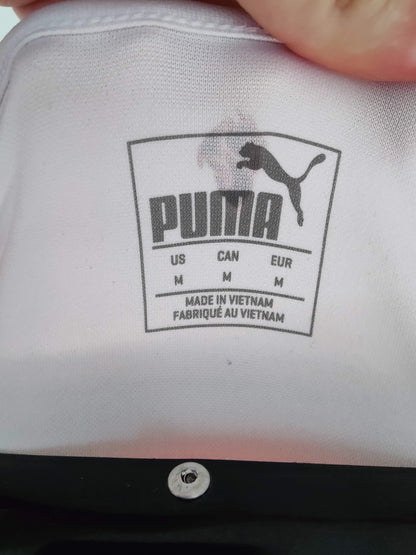 PUMA
US CAN EUR
M M M
MADE IN VIETNAM
FABRIQUÉ AU VIETNAM